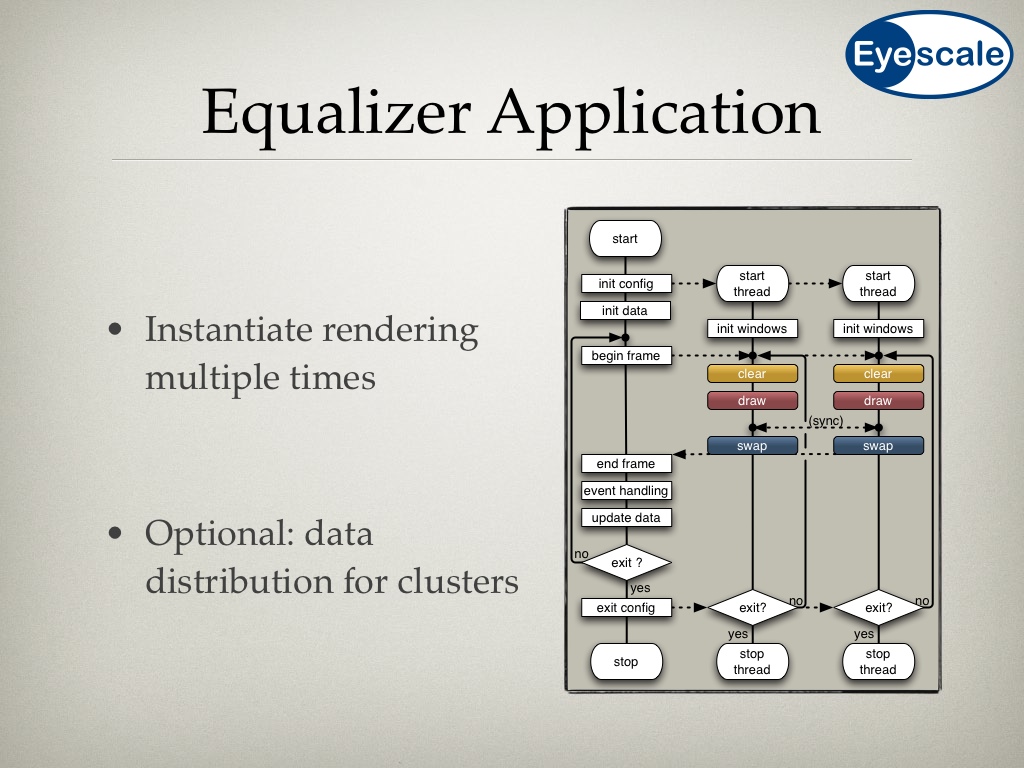 Eyescale
Equalizer Application
• Instantiate rendering
multiple times
• Optional: data
distribution for clusters
start
init config
init data
begin frame
end frame
event handling
update data
exit ?
no
yes
exit config
stop
start
thread
init windows
clear
draw
(sync)
swap
exit?
no
yes
stop
thread
start
thread
init windows
clear
draw
swap
exit?
no
yes
stop
thread